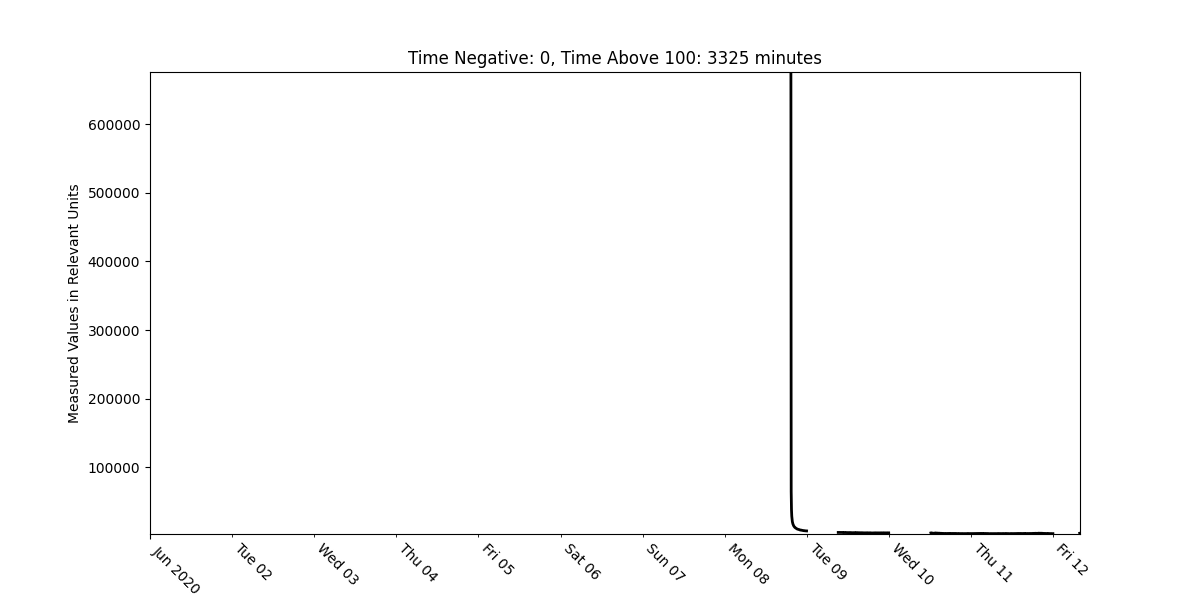 Time Negative: 0, Time Above 100: 3325 minutes
Measured Values in Relevant Units
600000
500000
400000
300000
200000
100000
Jun 2020
Tue 02
Wed 03
Thu 04
Fri 05
Sat 06
Sun 07
Mon 08
Tue 09
Wed 10
Thu 11
Fri 12